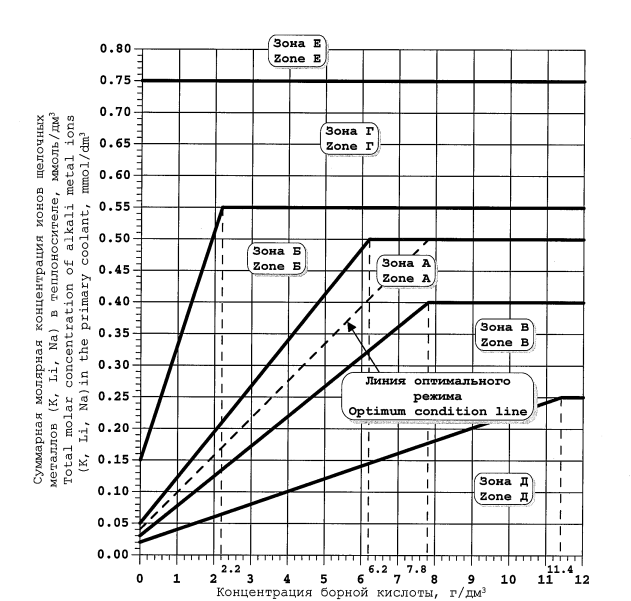 Зона Е
Zone E
0.80
0.75
0.70
0.65
0.60
0.55
0.50
0.45
0.40
0.35
0.30
0.25
0.20
0.15
0.10
0.05
0.00
Суммарная молярная концентрация ионов щелочных
металлов (K, Li, Na) в теплоносителе, ммоль/дм³
Total molar concentration of alkali metal ions
(K, Li, Na)in the primary coolant, mmol/dm³
Зона Г
Zone Г
Зона Б
Zone Б
Зона А
Zone A
Зона В
Zone В
Линия оптимального
режима
Optimum condition line
Зона Д
Zone Д
0
1
2
3
4
5
6
7
8
9
10
11
12
2.2
6.2
7.8
11.4
Концентрация борной кислоты, г/дм³